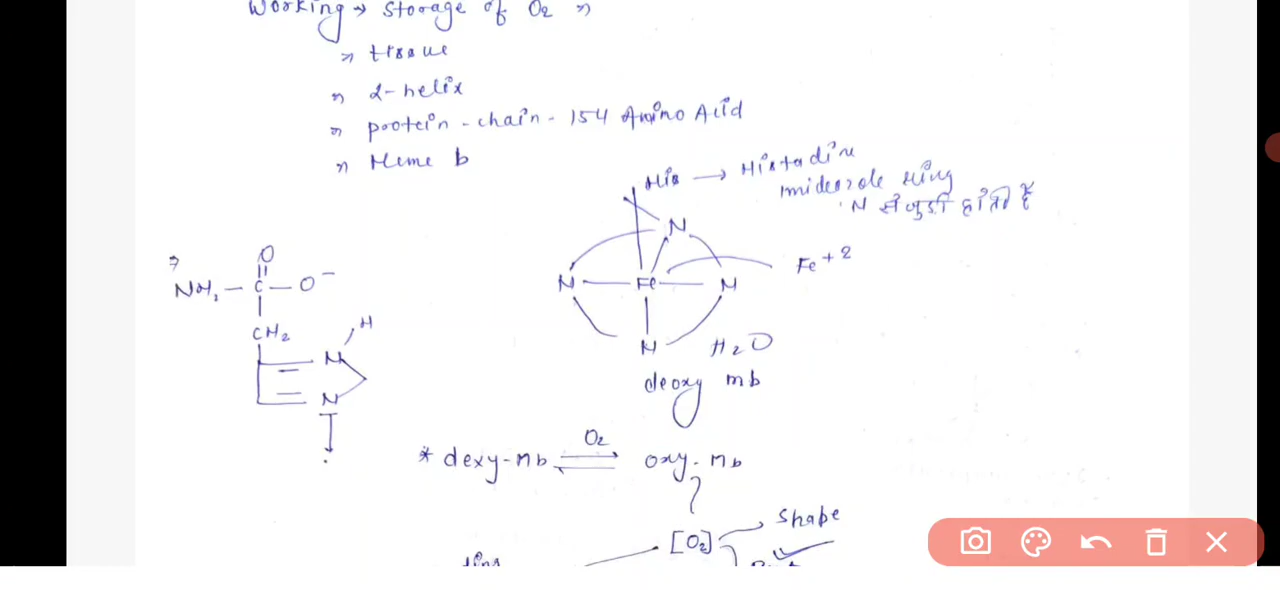 Working → Storage of O2 ⇒
⇒ tissue
⇒ α-helix
⇒ protein - chain - 154 Amino Acid
⇒ Heme b
His → Histadine
imidezole ring
N से जुडी होती है
N
N Fe N
Fe+2
N
H2O
deoxy mb
⇒
O
NH2 - C - O-
CH2
H
N
N
* dexy-mb ⇌ oxy-mb
O2
[O2]
Shape